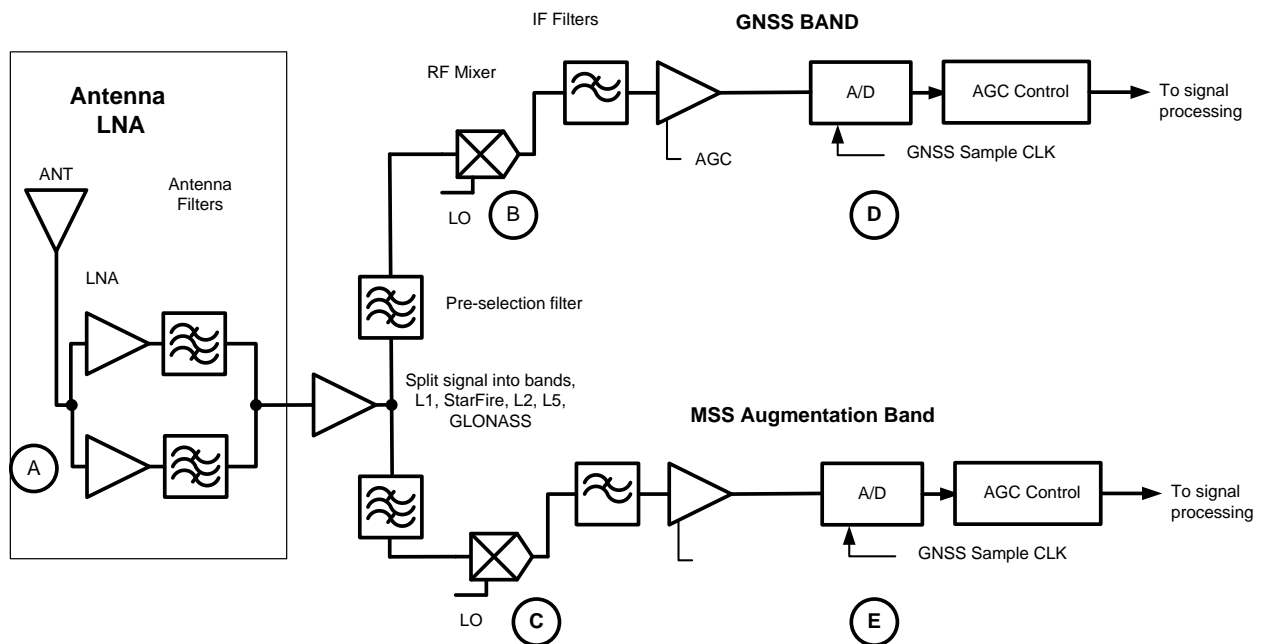 IF Filters
GNSS BAND
RF Mixer
Antenna
LNA
A/D
AGC Control
To signal
processing
ANT
Antenna
Filters
AGC
GNSS Sample CLK
LO
B
D
LNA
Pre-selection filter
Split signal into bands,
L1, StarFire, L2, L5,
GLONASS
MSS Augmentation Band
A
A/D
AGC Control
To signal
processing
GNSS Sample CLK
LO
C
E